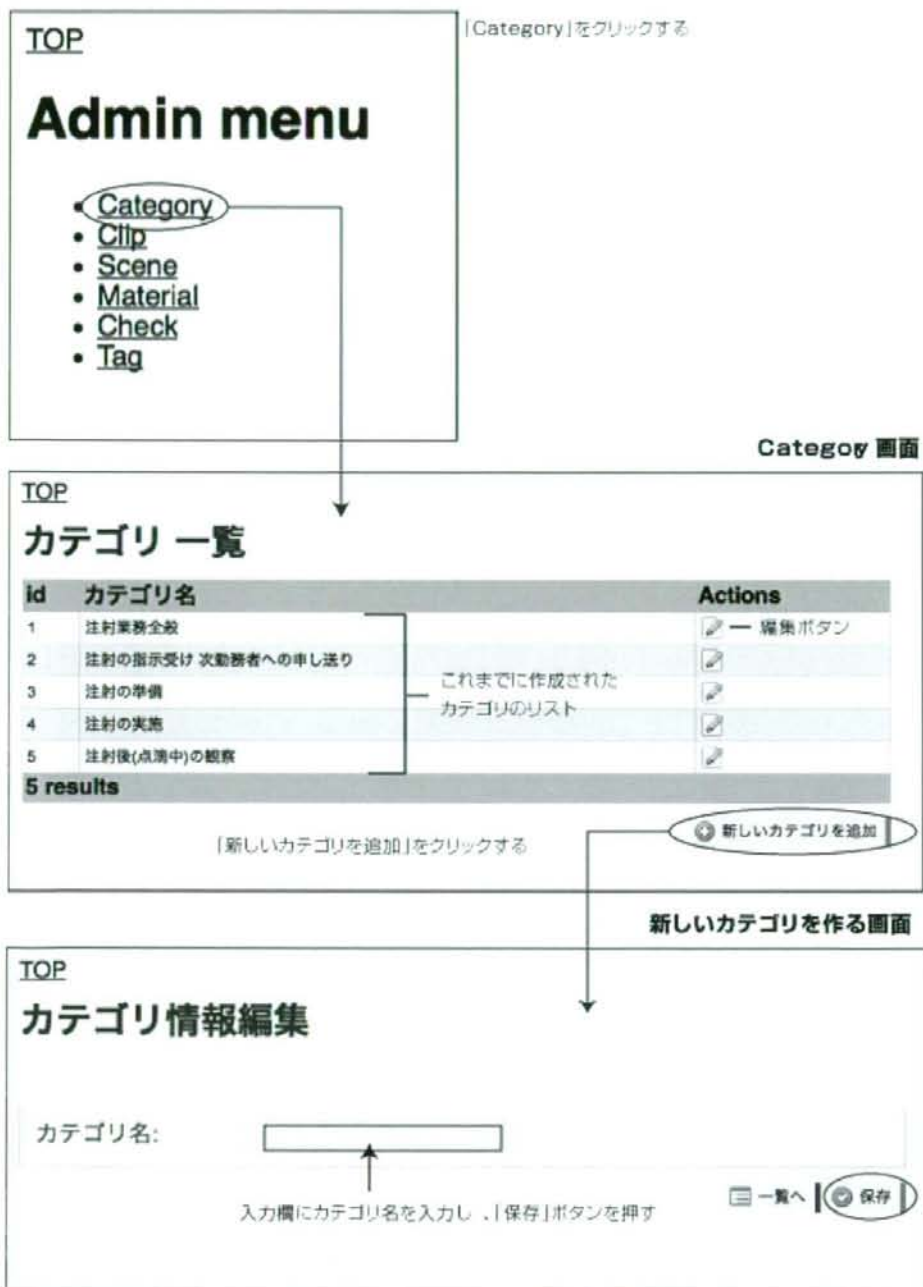 TOP
「Category」をクリックする
Admin menu
• Category
• Clip
• Scene
• Material
• Check
• Tag
Category 画面
TOP
カテゴリ 一覧
id カテゴリ名 Actions
1 注射業務全般
編集ボタン
2 注射の指示受け 次勤務者への申し送り
3 注射の準備
4 注射の実施
5 注射後(点滴中)の観察
これまでに作成された
カテゴリのリスト
5 results
「新しいカテゴリを追加」をクリックする
新しいカテゴリを追加
新しいカテゴリを作る画面
TOP
カテゴリ情報編集
カテゴリ名:
入力欄にカテゴリ名を入力し、「保存」ボタンを押す
一覧へ
保存